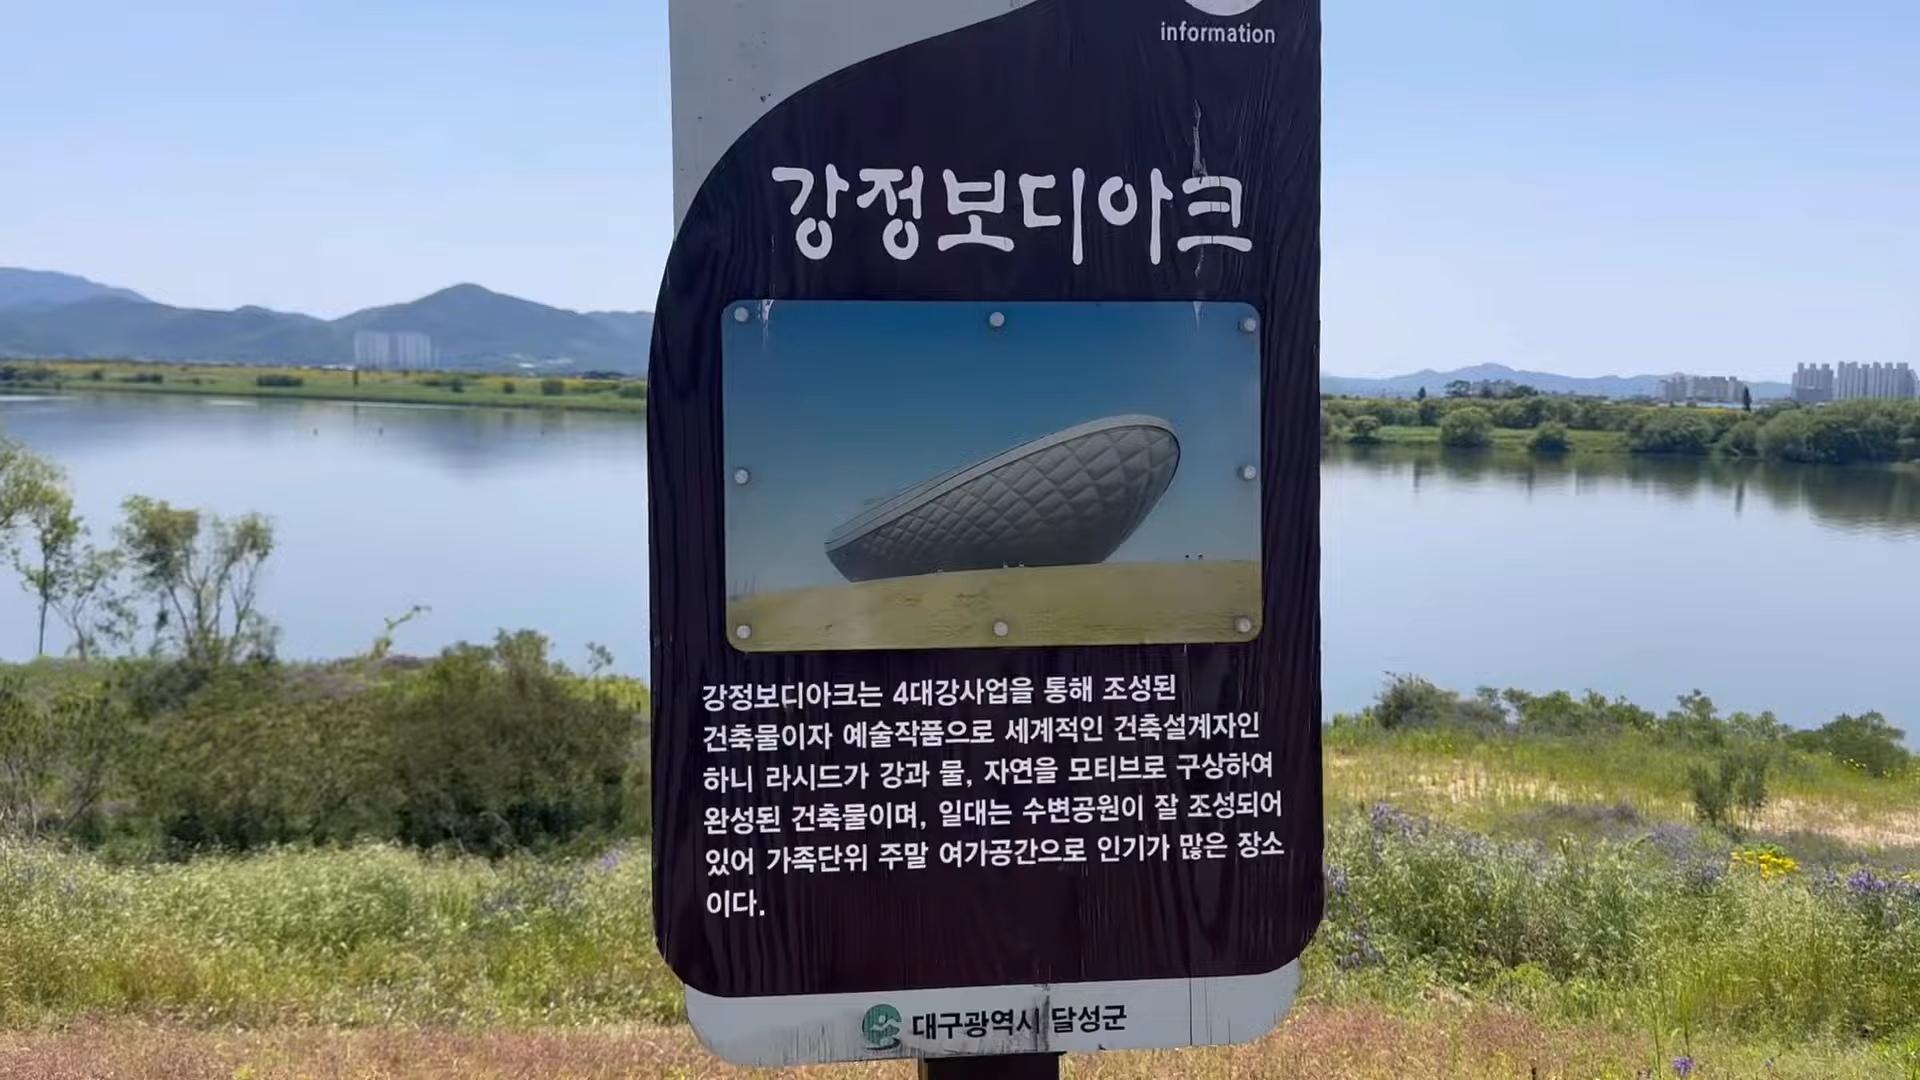 information
강정보디아크
강정보디아크는 4대강사업을 통해 조성된
건축물이자 예술작품으로 세계적인 건축설계자인
하니 라시드가 강과 물, 자연을 모티브로 구상하여
완성된 건축물이며, 일대는 수변공원이 잘 조성되어
있어 가족단위 주말 여가공간으로 인기가 많은 장소
이다.
대구광역시 달성군